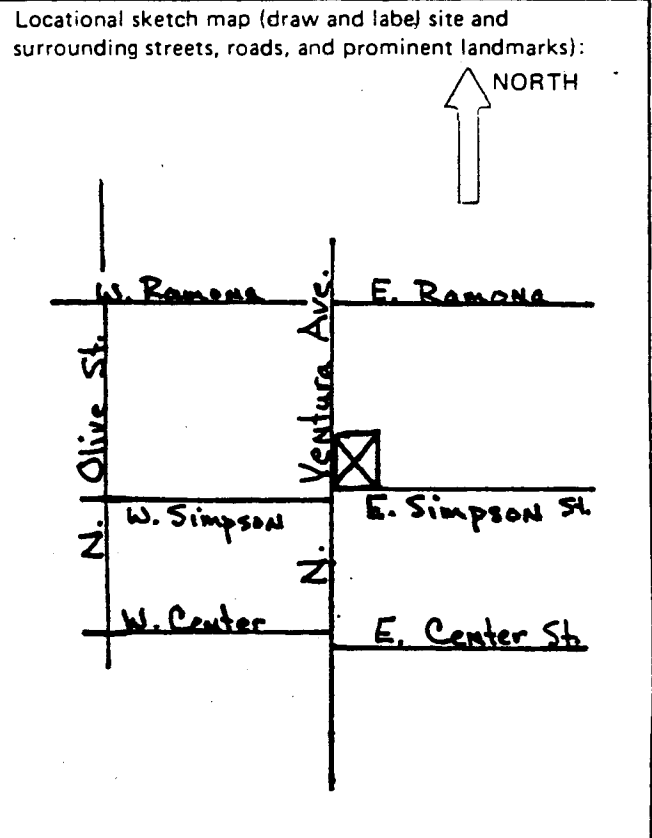 Locational sketch map (draw and label site and
surrounding streets, roads, and prominent landmarks):
NORTH
W. Ramona
E. Ramona
N. Olive St.
N. Ventura Ave.
W. Simpson
E. Simpson St.
W. Center
E. Center St.